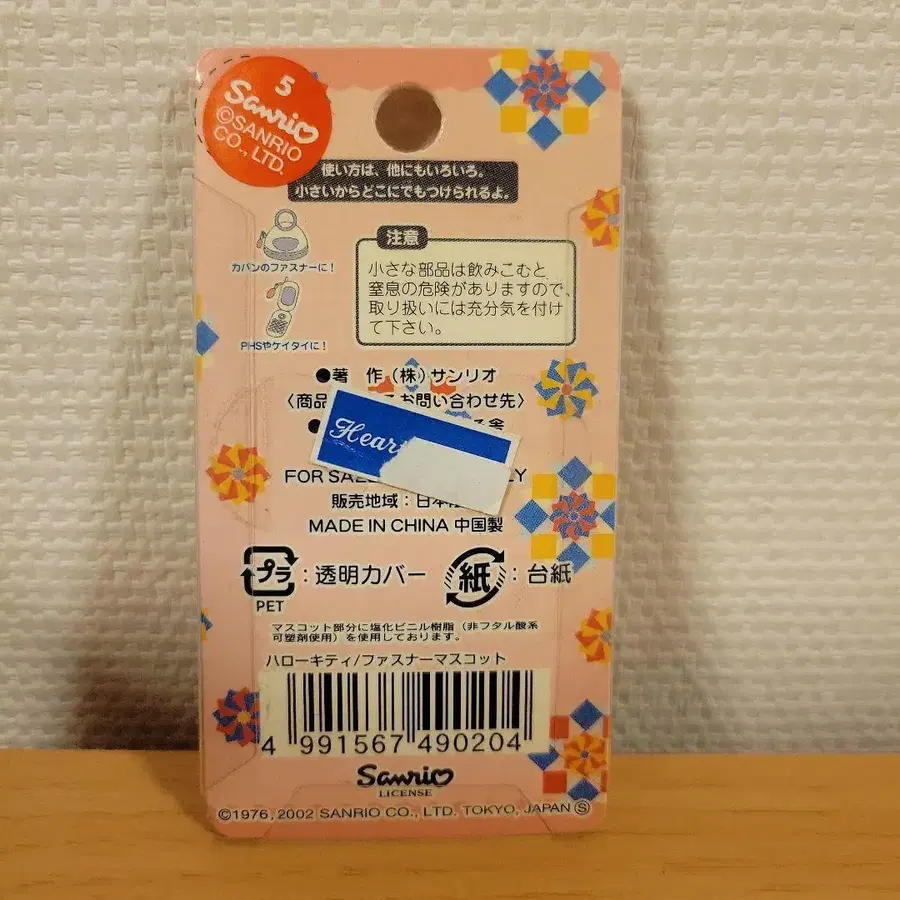 5
Sanrio
©SANRIO
CO., LTD.
使い方は、他にもいろいろ。
小さいからどこにでもつけられるよ。
カバンのファスナーに!
PHSやケイタイに!
注意
小さな部品は飲みこむと、
窒息の危険がありますので、
取り扱いには充分気を付け
て下さい。
●著 作(株)サンリオ
〈商品 お問い合わせ先〉
Hear
FOR SA
販売地域:日本
MADE IN CHINA 中国製
プラ
PET
:透明カバー
紙
:台紙
マスコット部分に塩化ビニル樹脂(非フタル酸系
可塑剤使用)を使用しております。
ハローキティ/ファスナーマスコット
4 991567 490204
Sanrio
LICENSE
©1976, 2002 SANRIO CO., LTD. TOKYO, JAPAN Ⓢ